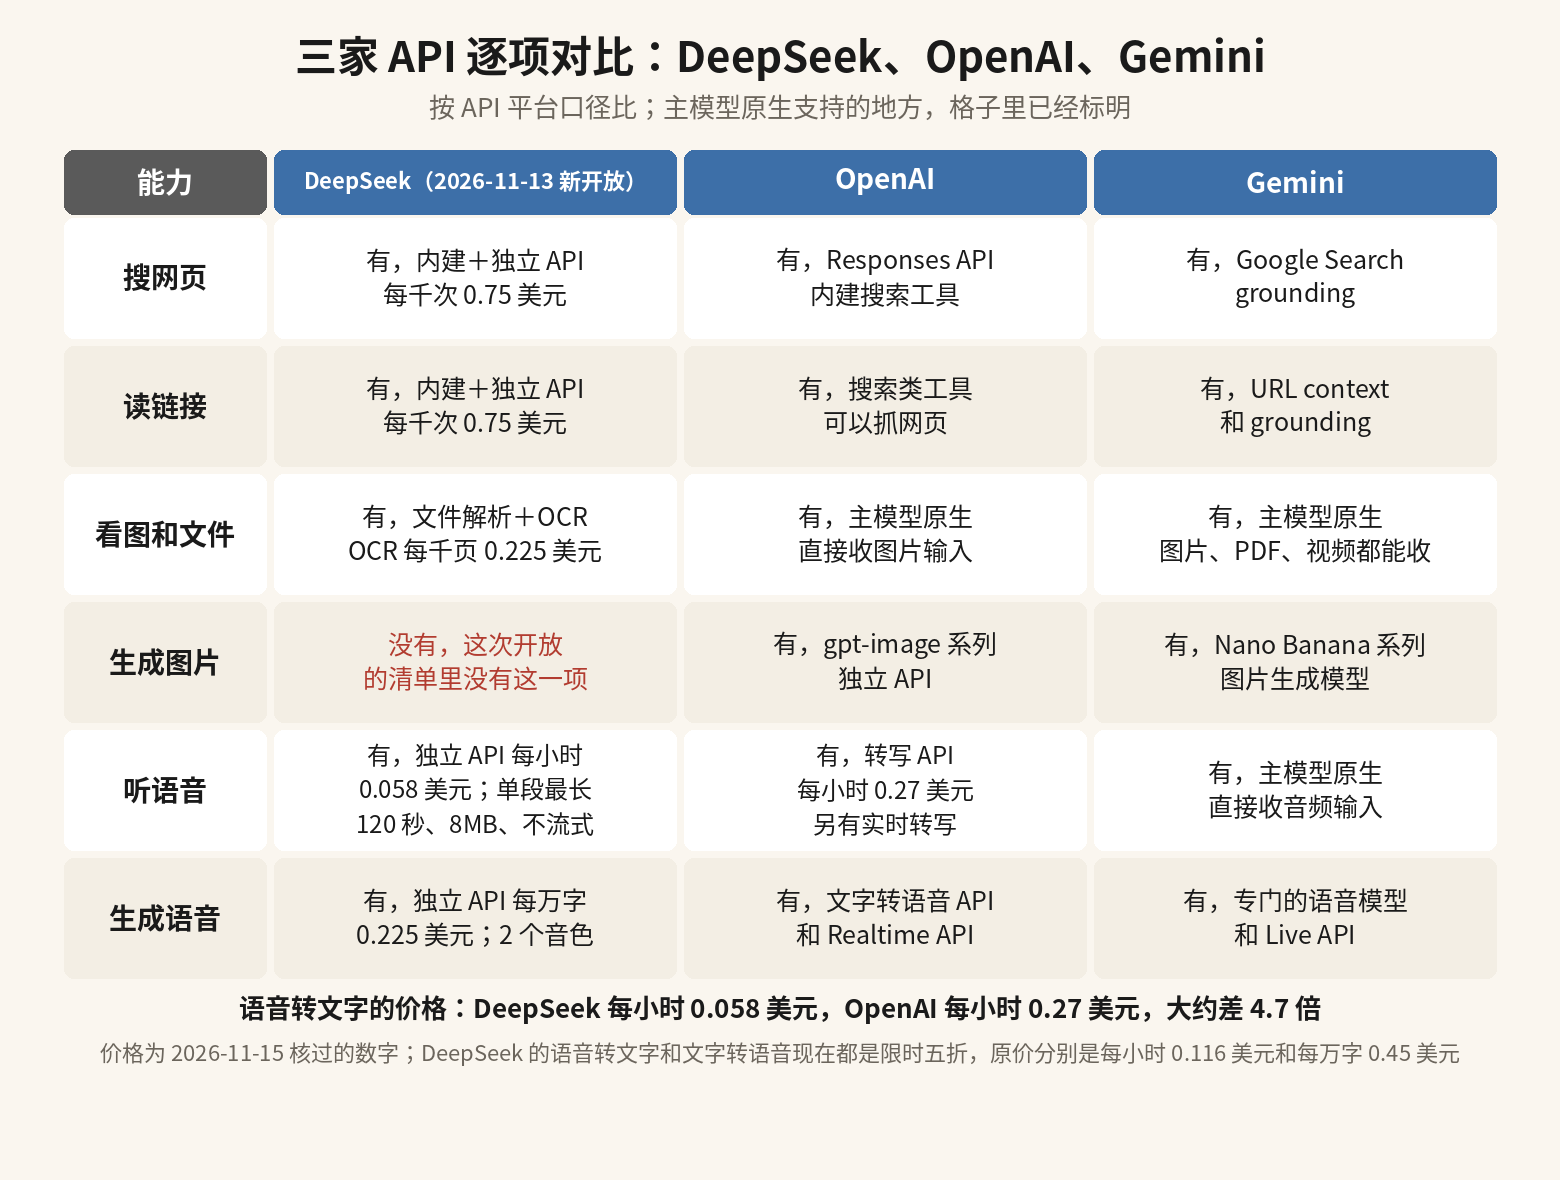 三家 API 逐项对比：DeepSeek、OpenAI、Gemini
按 API 平台口径比；主模型原生支持的地方，格子里已经标明
能力
DeepSeek（2026-11-13 新开放）
OpenAI
Gemini
搜网页
有，内建＋独立 API
每千次 0.75 美元
有，Responses API
内建搜索工具
有，Google Search
grounding
读链接
有，内建＋独立 API
每千次 0.75 美元
有，搜索类工具
可以抓网页
有，URL context
和 grounding
看图和文件
有，文件解析＋OCR
OCR 每千页 0.225 美元
有，主模型原生
直接收图片输入
有，主模型原生
图片、PDF、视频都能收
生成图片
没有，这次开放
的清单里没有这一项
有，gpt-image 系列
独立 API
有，Nano Banana 系列
图片生成模型
听语音
有，独立 API 每小时
0.058 美元；单段最长
120 秒、8MB、不流式
有，转写 API
每小时 0.27 美元
另有实时转写
有，主模型原生
直接收音频输入
生成语音
有，独立 API 每万字
0.225 美元；2 个音色
有，文字转语音 API
和 Realtime API
有，专门的语音模型
和 Live API
语音转文字的价格：DeepSeek 每小时 0.058 美元，OpenAI 每小时 0.27 美元，大约差 4.7 倍
价格为 2026-11-15 核过的数字；DeepSeek 的语音转文字和文字转语音现在都是限时五折，原价分别是每小时 0.116 美元和每万字 0.45 美元